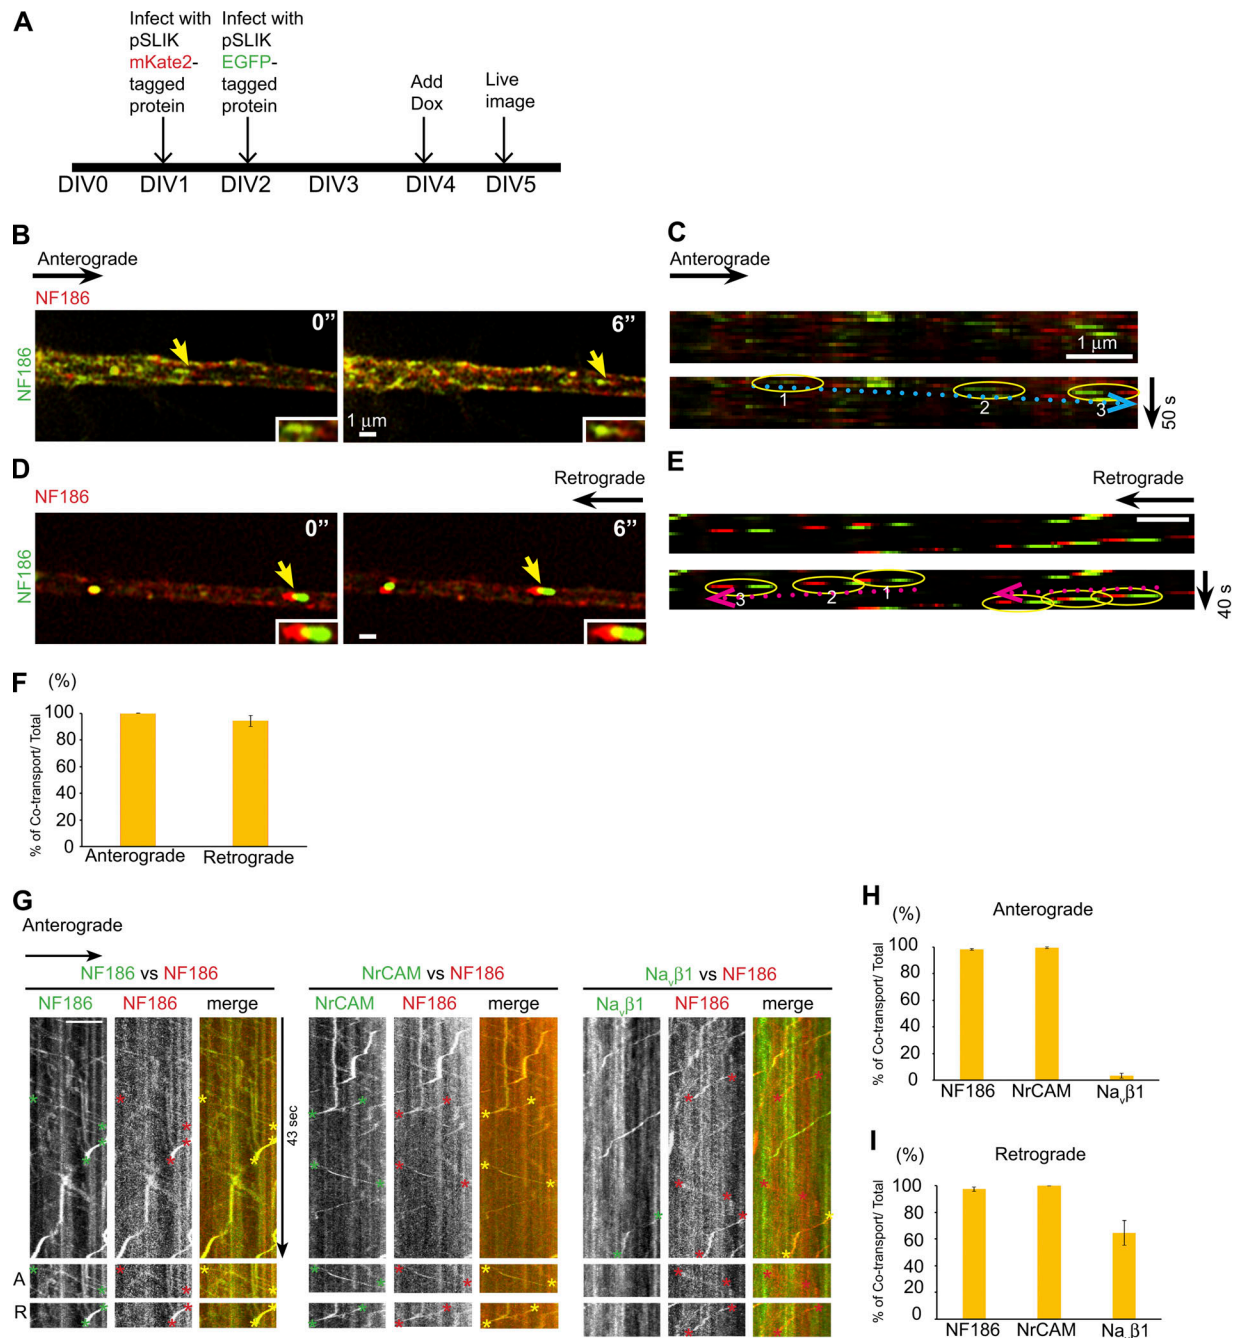 A
Infect with
pSLIK
mKate2-
tagged
protein
Infect with
pSLIK
EGFP-
tagged
protein
Add
Dox
Live
image
DIV0 DIV1 DIV2 DIV3 DIV4 DIV5
B
Anterograde
NF186
NF186
0’’
6’’
1 µm
C
Anterograde
1 µm
1 2 3
50 s
D
Retrograde
NF186
NF186
0’’
6’’
E
Retrograde
3 2 1
40 s
F
(%)
% of Co-transport/ Total
100
80
60
40
20
0
Anterograde Retrograde
G
Anterograde
NF186 vs NF186
NF186 NF186 merge
NrCAM vs NF186
NrCAM NF186 merge
Naᵥβ1 vs NF186
Naᵥβ1 NF186 merge
43 sec
A
R
H
(%)
Anterograde
% of Co-transport/ Total
100
80
60
40
20
0
NF186 NrCAM Naᵥβ1
I
(%)
Retrograde
% of Co-transport/ Total
100
80
60
40
20
0
NF186 NrCAM Naᵥβ1